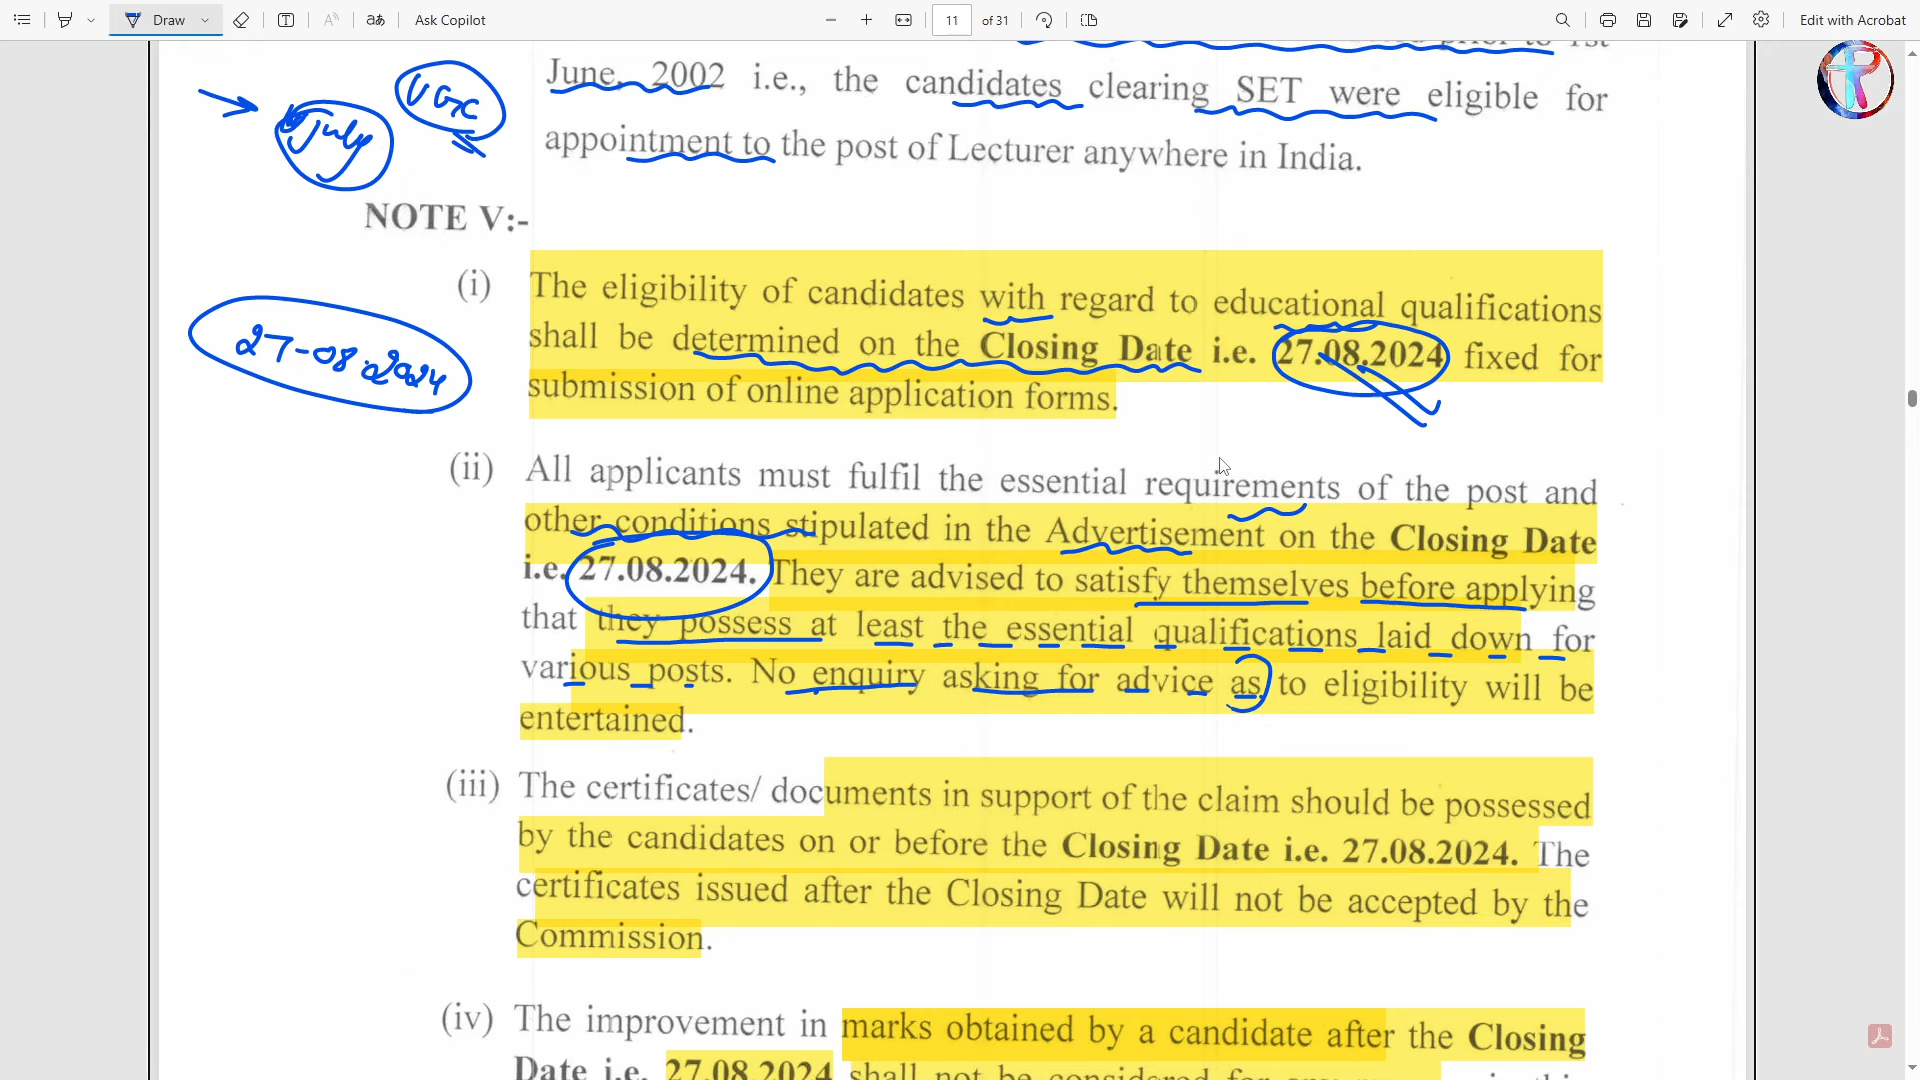 Draw
Ask Copilot
11 of 31
Edit with Acrobat
June, 2002 i.e., the candidates clearing SET were eligible for
appointment to the post of Lecturer anywhere in India.
UGC
July
NOTE V:-
(i) The eligibility of candidates with regard to educational qualifications
shall be determined on the Closing Date i.e. 27.08.2024 fixed for
submission of online application forms.
27-08-2024
(ii) All applicants must fulfil the essential requirements of the post and
other conditions stipulated in the Advertisement on the Closing Date
i.e. 27.08.2024. They are advised to satisfy themselves before applying
that they possess at least the essential qualifications laid down for
various posts. No enquiry asking for advice as to eligibility will be
entertained.
(iii) The certificates/ documents in support of the claim should be possessed
by the candidates on or before the Closing Date i.e. 27.08.2024. The
certificates issued after the Closing Date will not be accepted by the
Commission.
(iv) The improvement in marks obtained by a candidate after the Closing
Date i.e. 27.08.2024 shall not be considered for